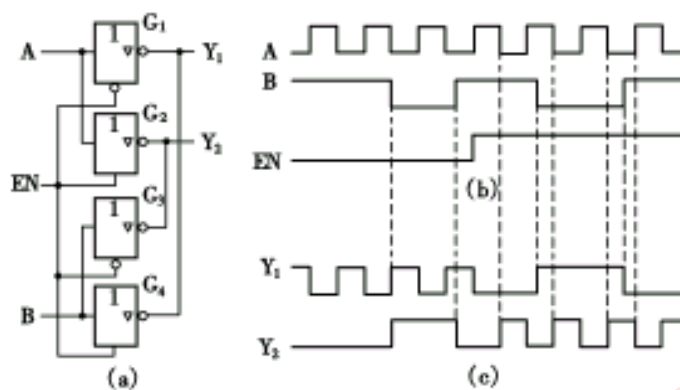 A
1
▽
G₁
Y₁
1
▽
G₂
Y₂
EN
1
▽
G₃
B
1
▽
G₄
(a)
A
B
EN
(b)
Y₁
Y₂
(c)